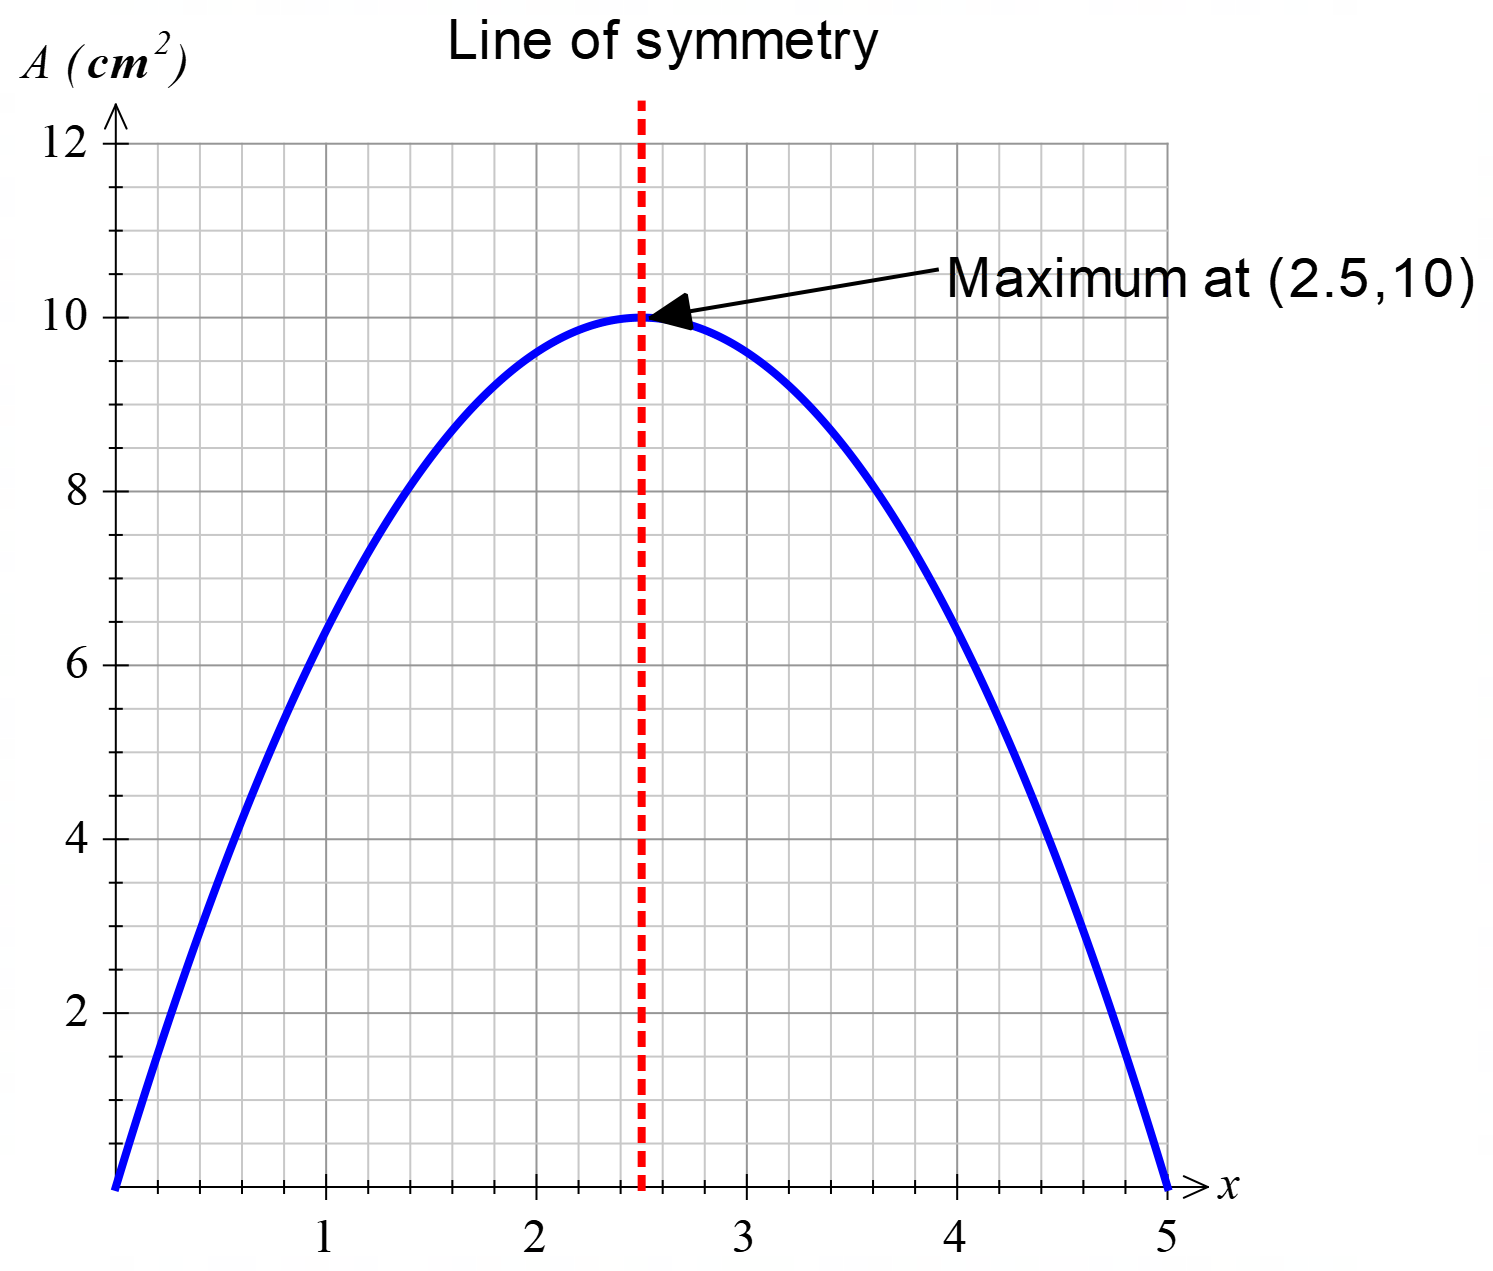 Line of symmetry
A (cm²)
12
Maximum at (2.5,10)
10
8
6
4
2
x
1 2 3 4 5